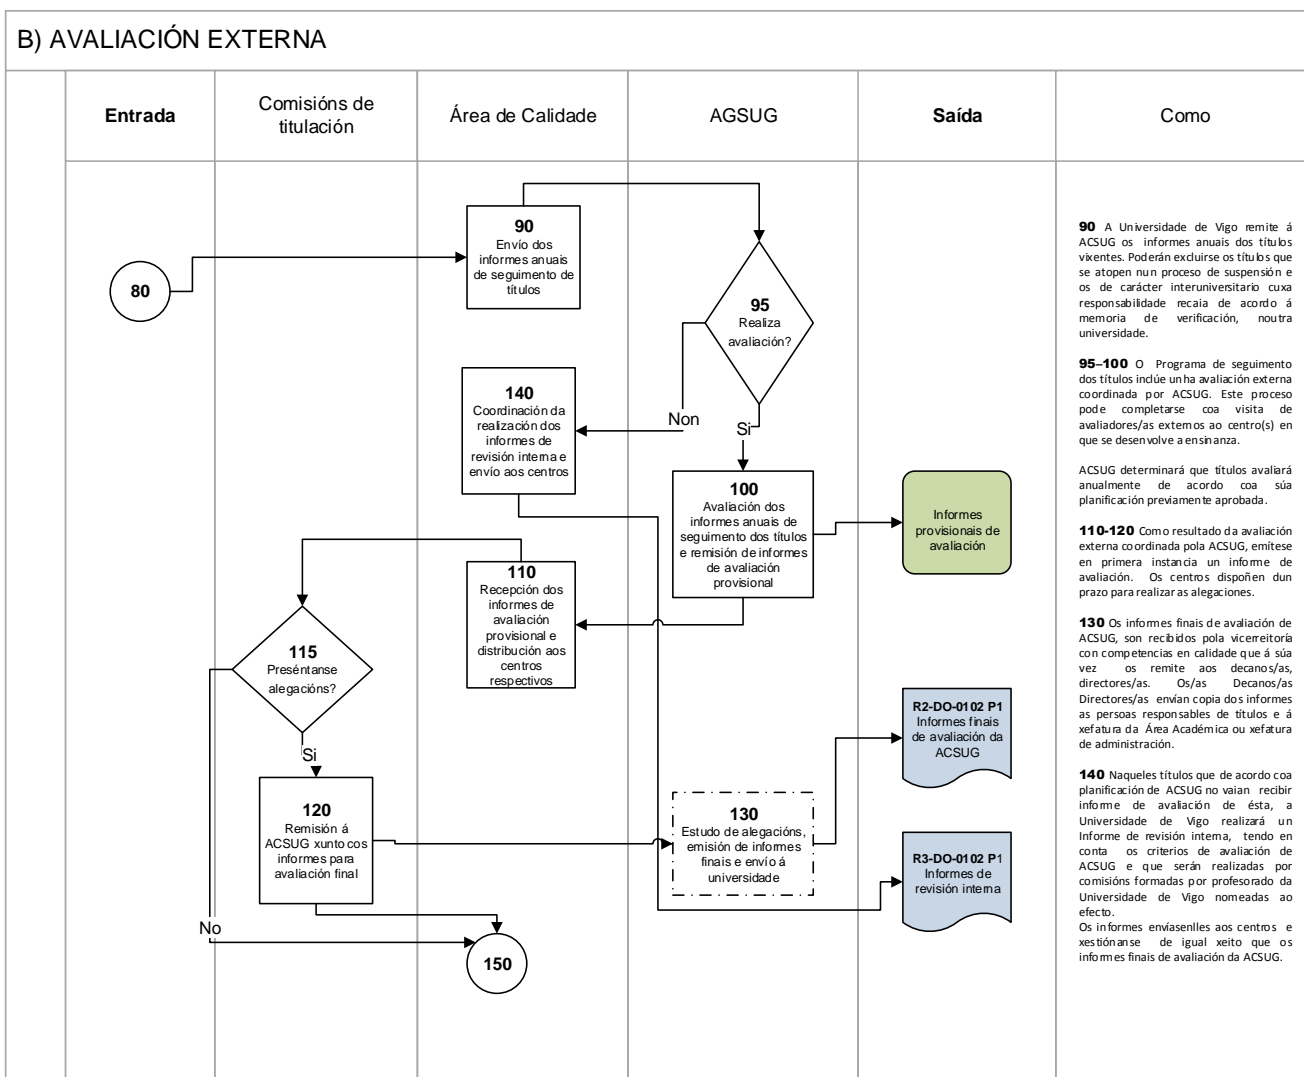 B) AVALIACIÓN EXTERNA
Entrada
Comisións de
titulación
Área de Calidade
AGSUG
Saída
Como
80
90
Envío dos
informes anuais
de seguimento de
títulos
95
Realiza
avaliación?
Non
Si
140
Coordinación da
realización dos
informes de
revisión interna e
envío aos centros
100
Avaliación dos
informes anuais de
seguimento dos títulos
e remisión de informes
de avaliación
provisional
Informes
provisionais de
avaliación
110
Recepción dos
informes de
avaliación
provisional e
distribución aos
centros
respectivos
115
Preséntanse
alegacións?
Si
No
120
Remisión á
ACSUG xunto cos
informes para
avaliación final
130
Estudo de alegacións,
emisión de informes
finais e envío á
universidade
R2-DO-0102 P1
Informes finais
de avaliación da
ACSUG
R3-DO-0102 P1
Informes de
revisión interna
150
90 A Universidade de Vigo remite á
ACSUG os informes anuais dos títulos
vixentes. Poderán excluirse os títulos que
se atopen nun proceso de suspensión e
os de carácter interuniversitario cuxa
responsabilidade recaia de acordo á
memoria de verificación, noutra
universidade.
95–100 O Programa de seguimento
dos títulos inclúe unha avaliación externa
coordinada por ACSUG. Este proceso
pode completarse coa visita de
avaliadores/as externos ao centro(s) en
que se desenvolve a ensinanza.
ACSUG determinará que títulos avaliará
anualmente de acordo coa súa
planificación previamente aprobada.
110-120 Como resultado da avaliación
externa coordinada pola ACSUG, emítese
en primera instancia un informe de
avaliación. Os centros dispoñen dun
prazo para realizar as alegaciones.
130 Os informes finais de avaliación de
ACSUG, son recibidos pola vicerreitoría
con competencias en calidade que á súa
vez os remite aos decanos/as,
directores/as. Os/as Decanos/as
Directores/as envían copia dos informes
as persoas responsables de títulos e á
xefatura da Área Académica ou xefatura
de administración.
140 Naqueles títulos que de acordo coa
planificación de ACSUG no vaian recibir
informe de avaliación de ésta, a
Universidade de Vigo realizará un
Informe de revisión interna, tendo en
conta os criterios de avaliación de
ACSUG e que serán realizadas por
comisións formadas por profesorado da
Universidade de Vigo nomeadas ao
efecto.
Os informes envíasenlles aos centros e
xestiónanse de igual xeito que os
informes finais de avaliación da ACSUG.